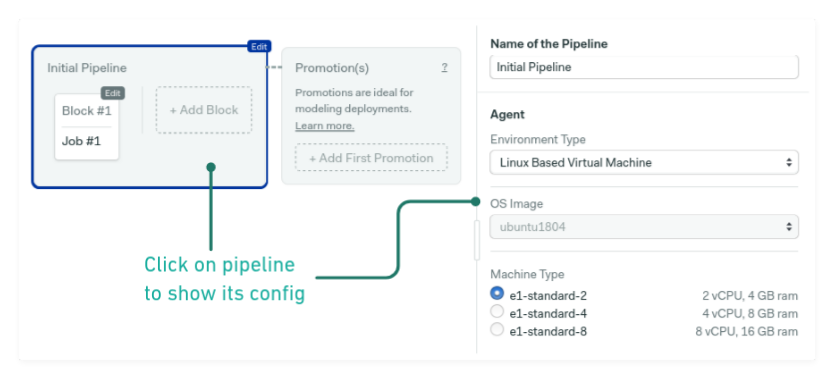 Edit
Initial Pipeline
Edit
Block #1
Job #1
+ Add Block
Promotion(s)
?
Promotions are ideal for
modeling deployments.
Learn more.
+ Add First Promotion
Click on pipeline
to show its config
Name of the Pipeline
Initial Pipeline
Agent
Environment Type
Linux Based Virtual Machine
OS Image
ubuntu1804
Machine Type
e1-standard-2 2 vCPU, 4 GB ram
e1-standard-4 4 vCPU, 8 GB ram
e1-standard-8 8 vCPU, 16 GB ram